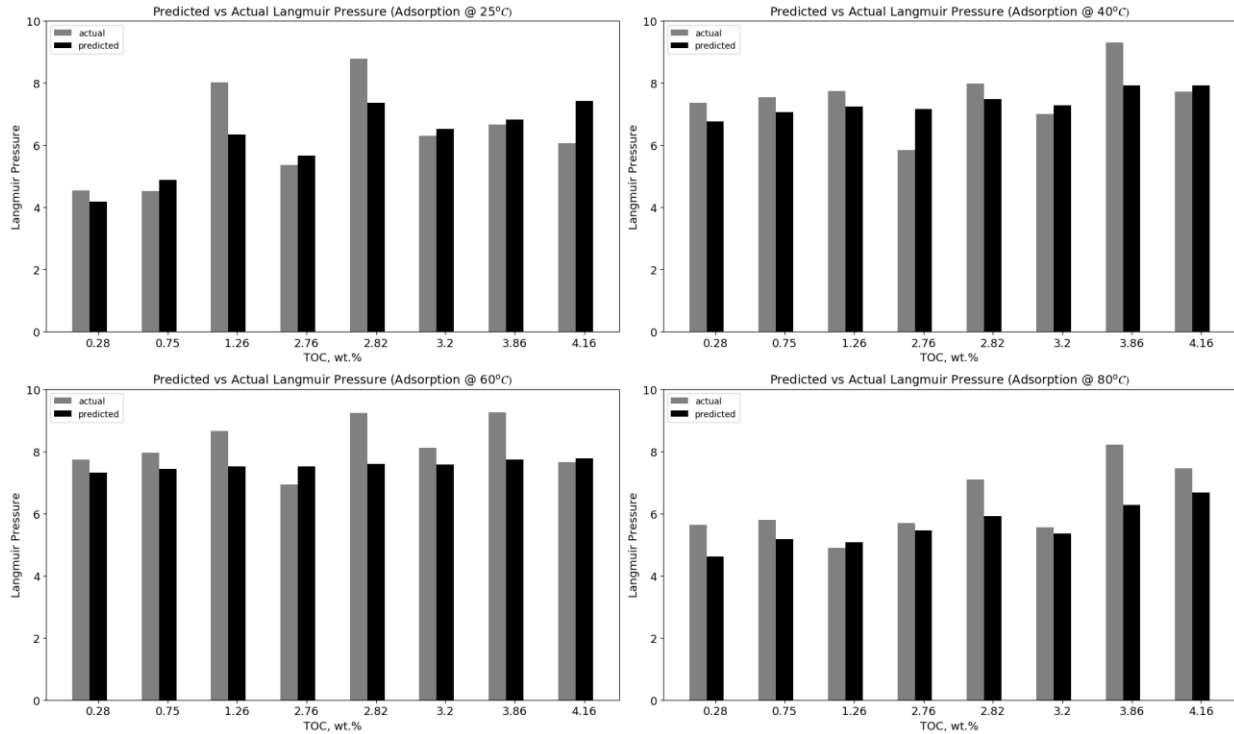 Predicted vs Actual Langmuir Pressure (Adsorption @ 25°C)
actual
predicted
Langmuir Pressure
10
8
6
4
2
0
0.28 0.75 1.26 2.76 2.82 3.2 3.86 4.16
TOC, wt.%
Predicted vs Actual Langmuir Pressure (Adsorption @ 40°C)
actual
predicted
Langmuir Pressure
10
8
6
4
2
0
0.28 0.75 1.26 2.76 2.82 3.2 3.86 4.16
TOC, wt.%
Predicted vs Actual Langmuir Pressure (Adsorption @ 60°C)
actual
predicted
Langmuir Pressure
10
8
6
4
2
0
0.28 0.75 1.26 2.76 2.82 3.2 3.86 4.16
TOC, wt.%
Predicted vs Actual Langmuir Pressure (Adsorption @ 80°C)
actual
predicted
Langmuir Pressure
10
8
6
4
2
0
0.28 0.75 1.26 2.76 2.82 3.2 3.86 4.16
TOC, wt.%